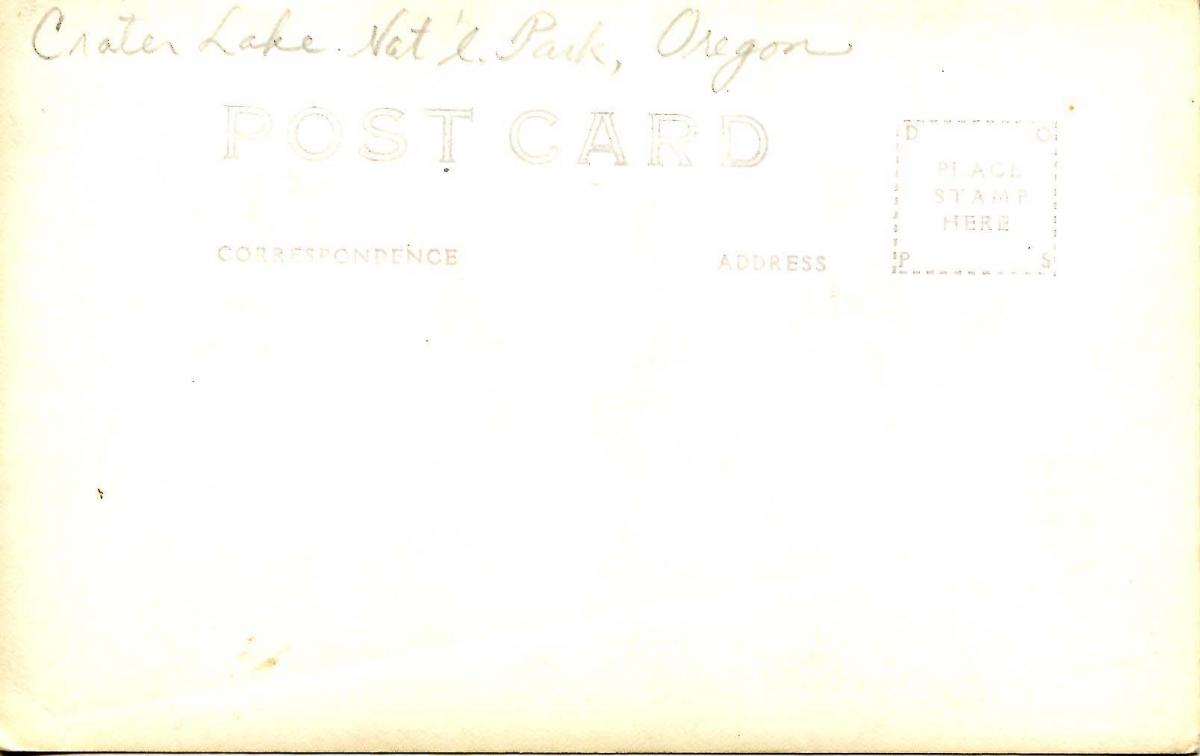 Crater Lake Nat'l. Park, Oregon
POST CARD
D O
PLACE
STAMP
HERE
P S
CORRESPONDENCE
ADDRESS